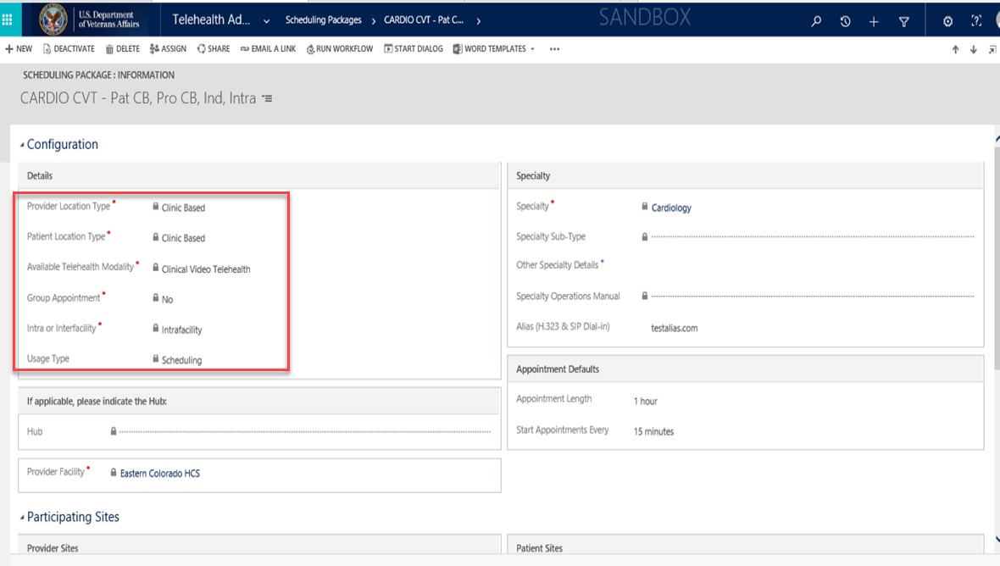 U.S. Department
of Veterans Affairs
Telehealth Ad...
Scheduling Packages
CARDIO CVT - Pat C...
SANDBOX
NEW
DEACTIVATE
DELETE
ASSIGN
SHARE
EMAIL A LINK
RUN WORKFLOW
START DIALOG
WORD TEMPLATES
...
SCHEDULING PACKAGE : INFORMATION
CARDIO CVT - Pat CB, Pro CB, Ind, Intra
Configuration
Details
Provider Location Type * Clinic Based
Patient Location Type * Clinic Based
Available Telehealth Modality * Clinical Video Telehealth
Group Appointment * No
Intra or Interfacility * Intrafacility
Usage Type Scheduling
If applicable, please indicate the Hub:
Hub
Provider Facility * Eastern Colorado HCS
Specialty
Specialty * Cardiology
Specialty Sub-Type
Other Specialty Details *
Specialty Operations Manual
Alias (H.323 & SIP Dial-in) testalias.com
Appointment Defaults
Appointment Length 1 hour
Start Appointments Every 15 minutes
Participating Sites
Provider Sites
Patient Sites